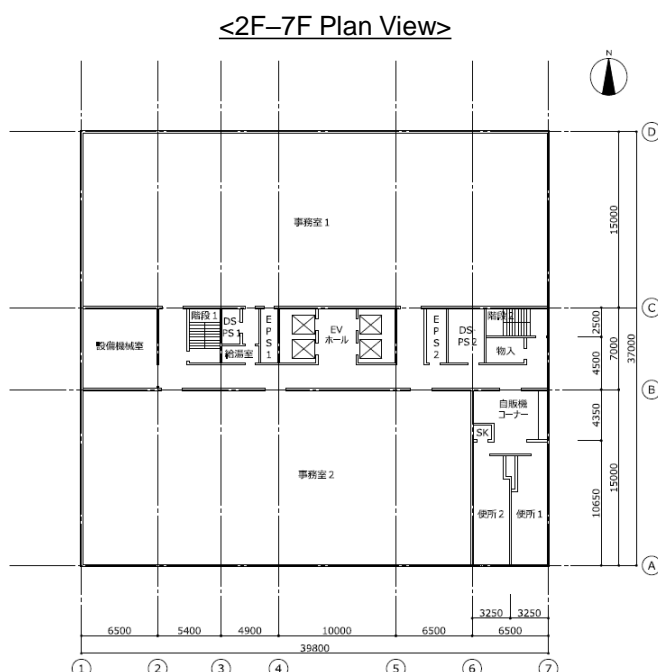 <2F–7F Plan View>
N
D
事務室 1
15000
C
階段 1
DS
PS 1
E
P
S
1
EV
ホール
E
P
S
2
DS
PS 2
階段 2
2500
設備機械室
給湯室
物入
4500
7000
37000
B
自販機
コーナー
4350
SK
事務室 2
10650
15000
便所 2
便所 1
A
3250
3250
6500
5400
4900
10000
6500
6500
39800
1
2
3
4
5
6
7